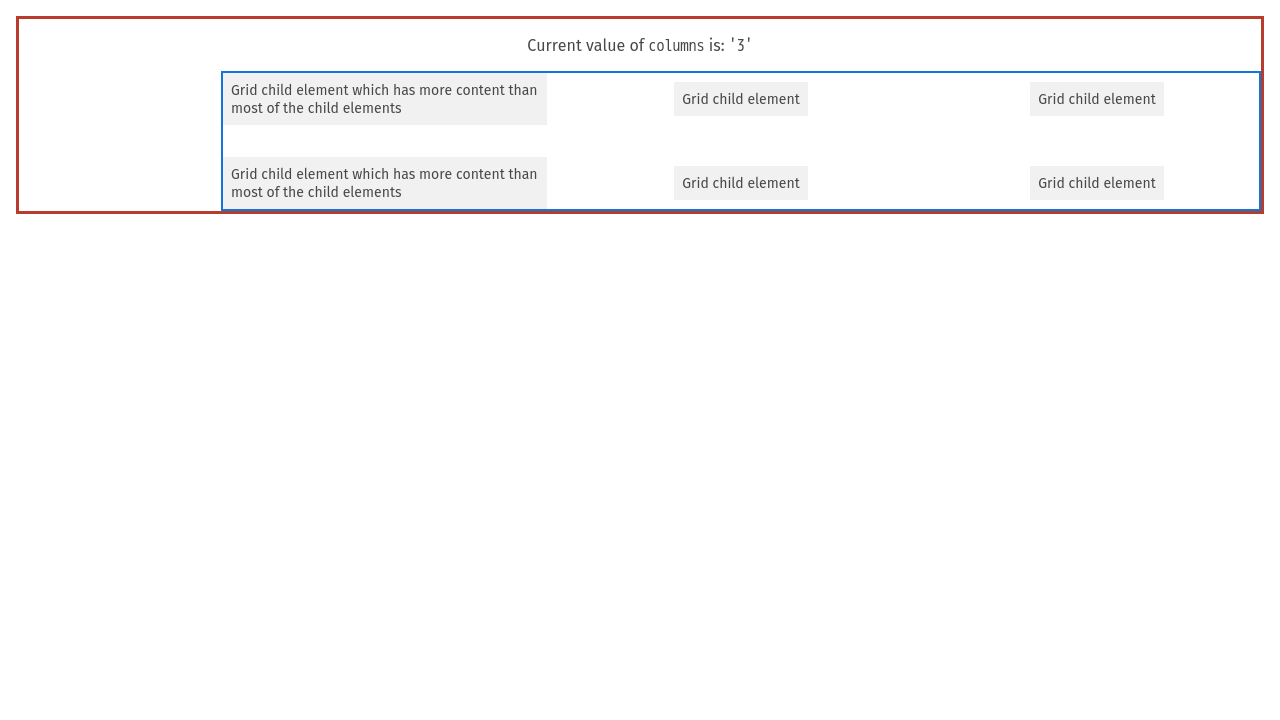 Current value of columns is: '3'
Grid child element which has more content than
most of the child elements
Grid child element
Grid child element
Grid child element which has more content than
most of the child elements
Grid child element
Grid child element